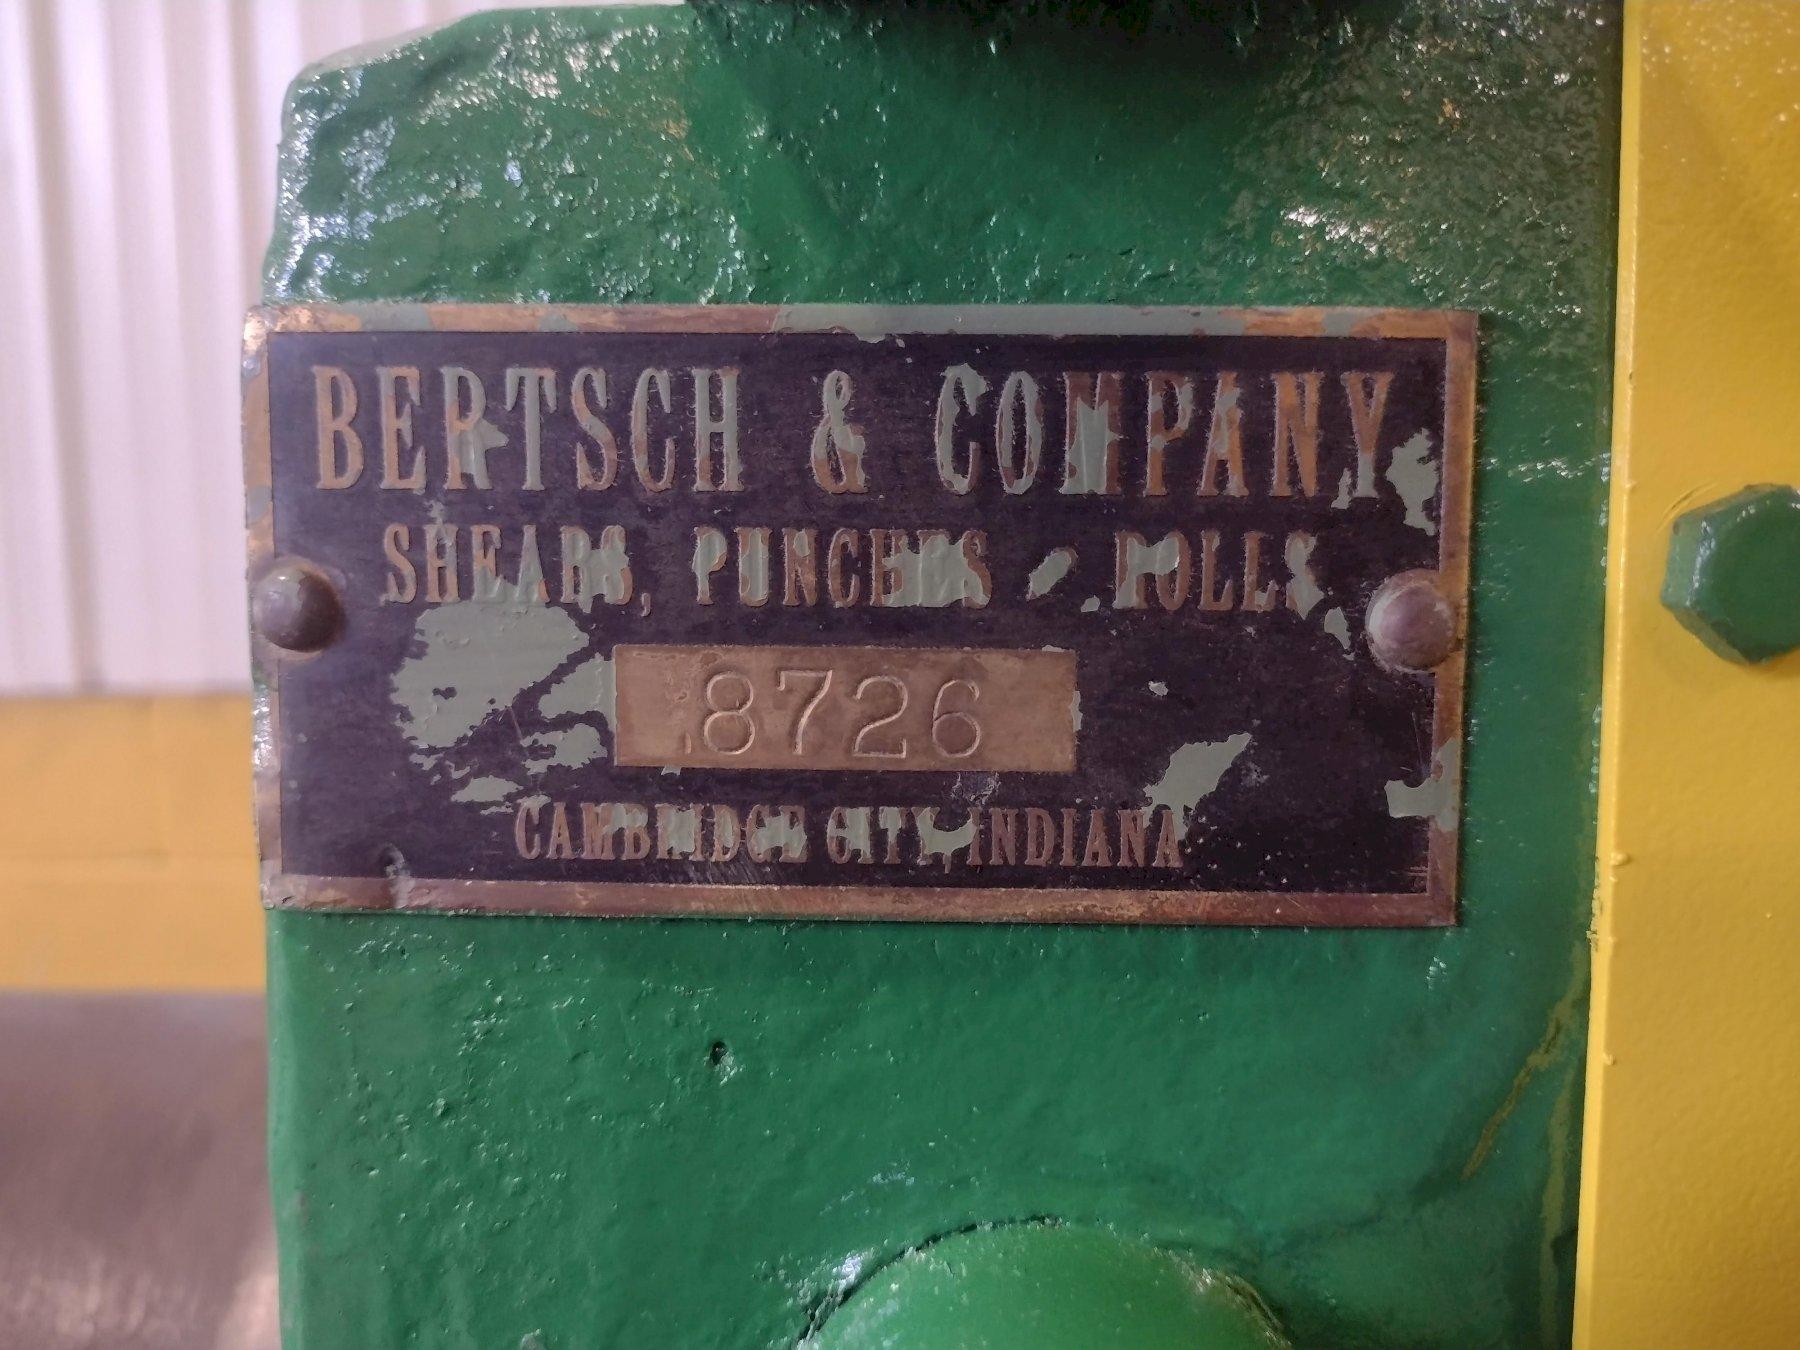 BERTSCH & COMPANY
SHEARS, PUNCHES & ROLLS
8726
CAMBRIDGE CITY, INDIANA